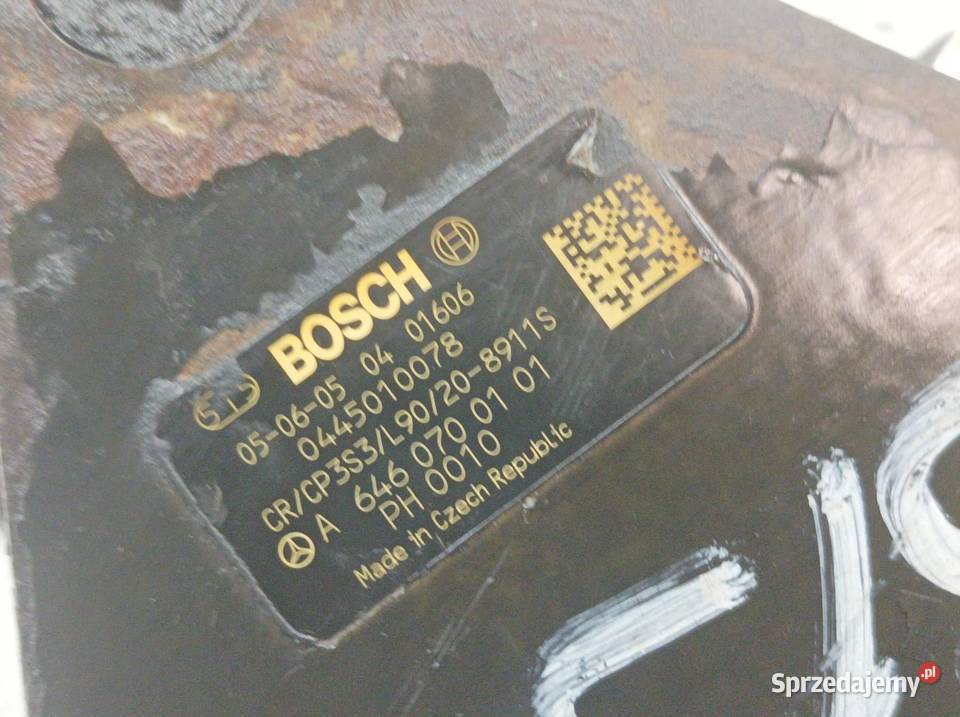 BOSCH
05-06-05 04 01606
0445010078
CR/CP3S3/L90/20-8911S
A 646 070 01 01
PH 0010
Made in Czech Republic
Sprzedajemy.pl